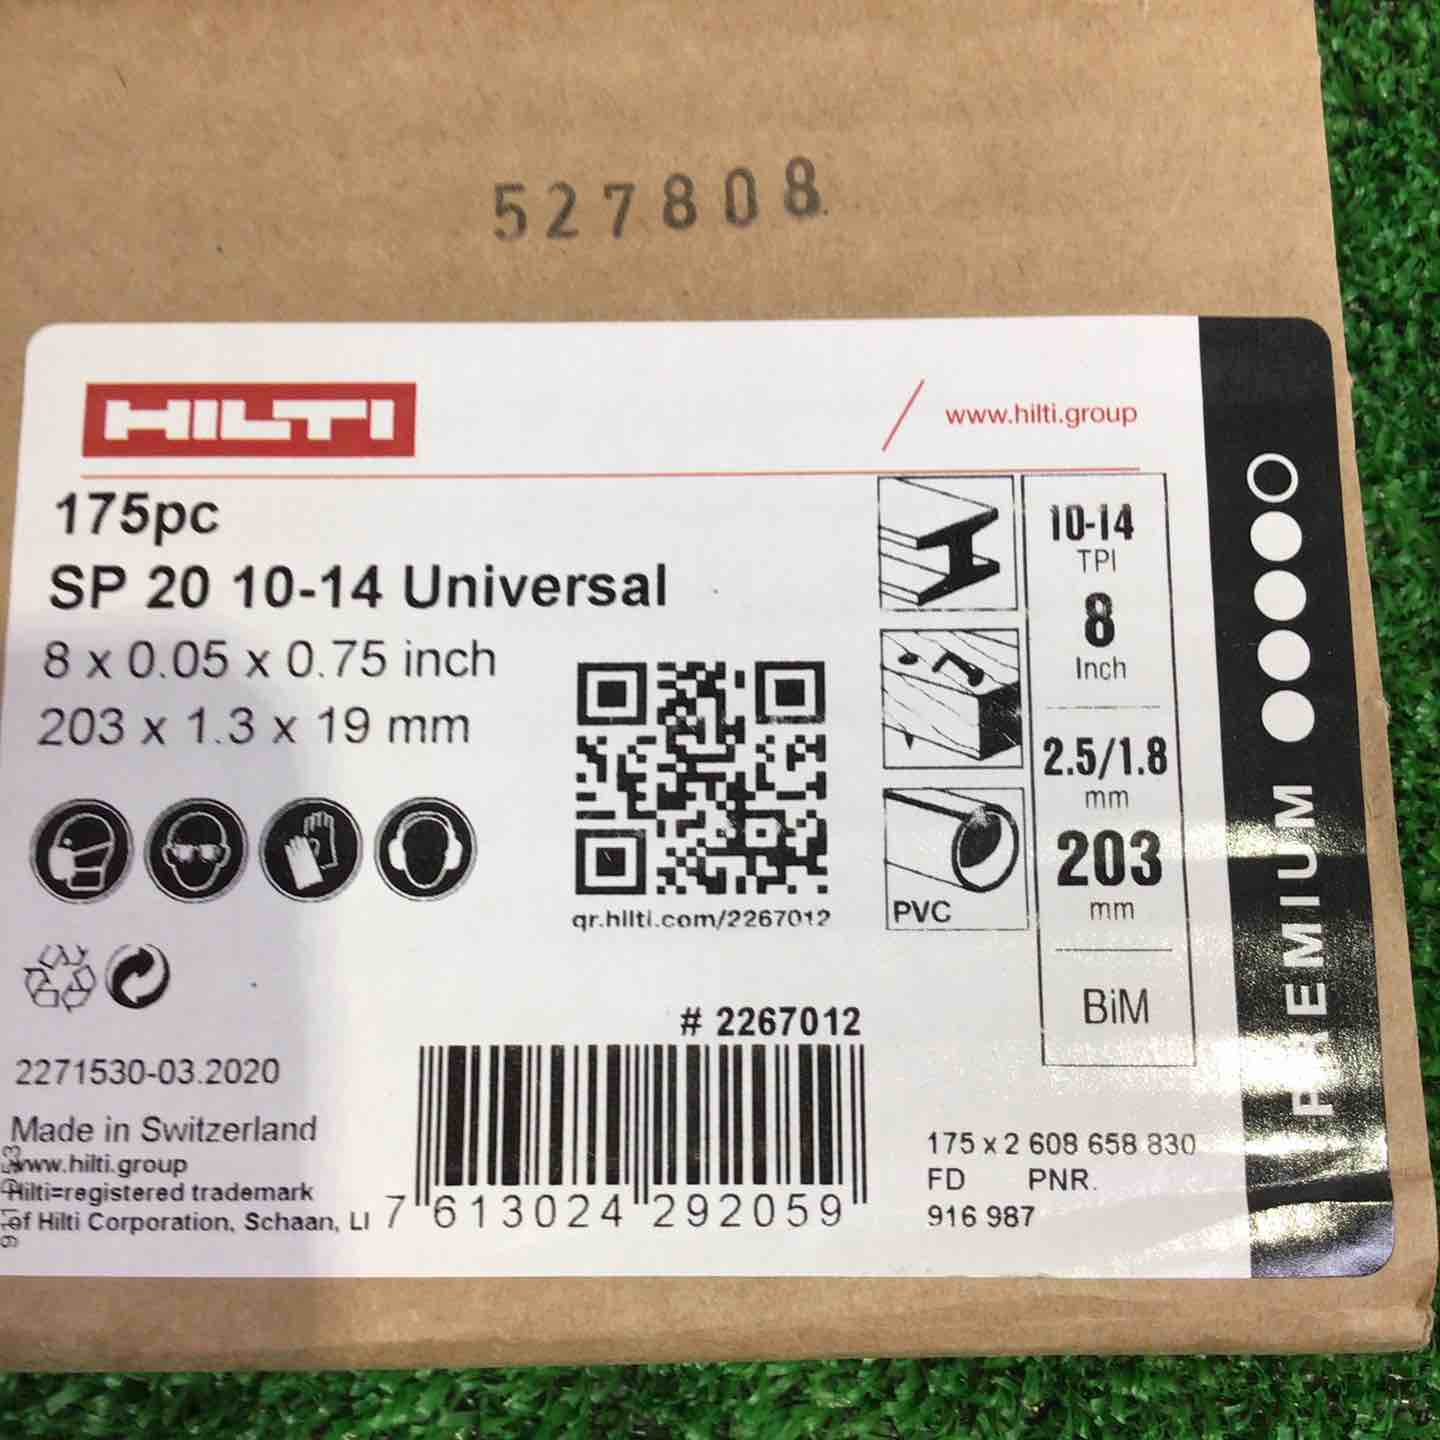 527808
HILTI
www.hilti.group
175pc
SP 20 10-14 Universal
8 x 0.05 x 0.75 inch
203 x 1.3 x 19 mm
qr.hilti.com/2267012
PVC
10-14
TPI
8
Inch
2.5/1.8
mm
203
mm
BiM
PREMIUM
# 2267012
2271530-03.2020
Made in Switzerland
www.hilti.group
Hilti=registered trademark
of Hilti Corporation, Schaan, LI
7 613024 292059
175 x 2 608 658 830
FD PNR.
916 987